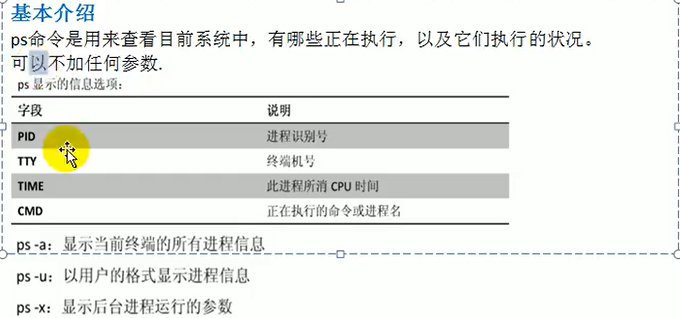 基本介绍
ps命令是用来查看目前系统中，有哪些正在执行，以及它们执行的状况。
可以不加任何参数.
ps 显示的信息选项：
字段 说明
PID 进程识别号
TTY 终端机号
TIME 此进程所消 CPU 时间
CMD 正在执行的命令或进程名
ps -a：显示当前终端的所有进程信息
ps -u：以用户的格式显示进程信息
ps -x：显示后台进程运行的参数